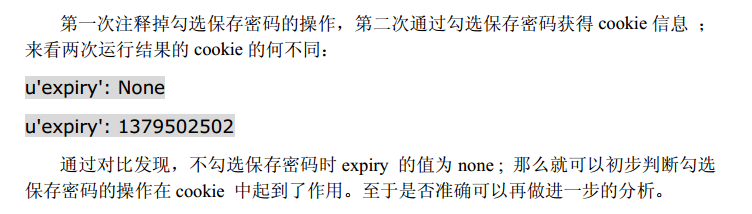 第一次注释掉勾选保存密码的操作，第二次通过勾选保存密码获得 cookie 信息 ；
来看两次运行结果的 cookie 的何不同：
u'expiry': None
u'expiry': 1379502502
通过对比发现，不勾选保存密码时 expiry 的值为 none ; 那么就可以初步判断勾选
保存密码的操作在 cookie 中起到了作用。至于是否准确可以再做进一步的分析。